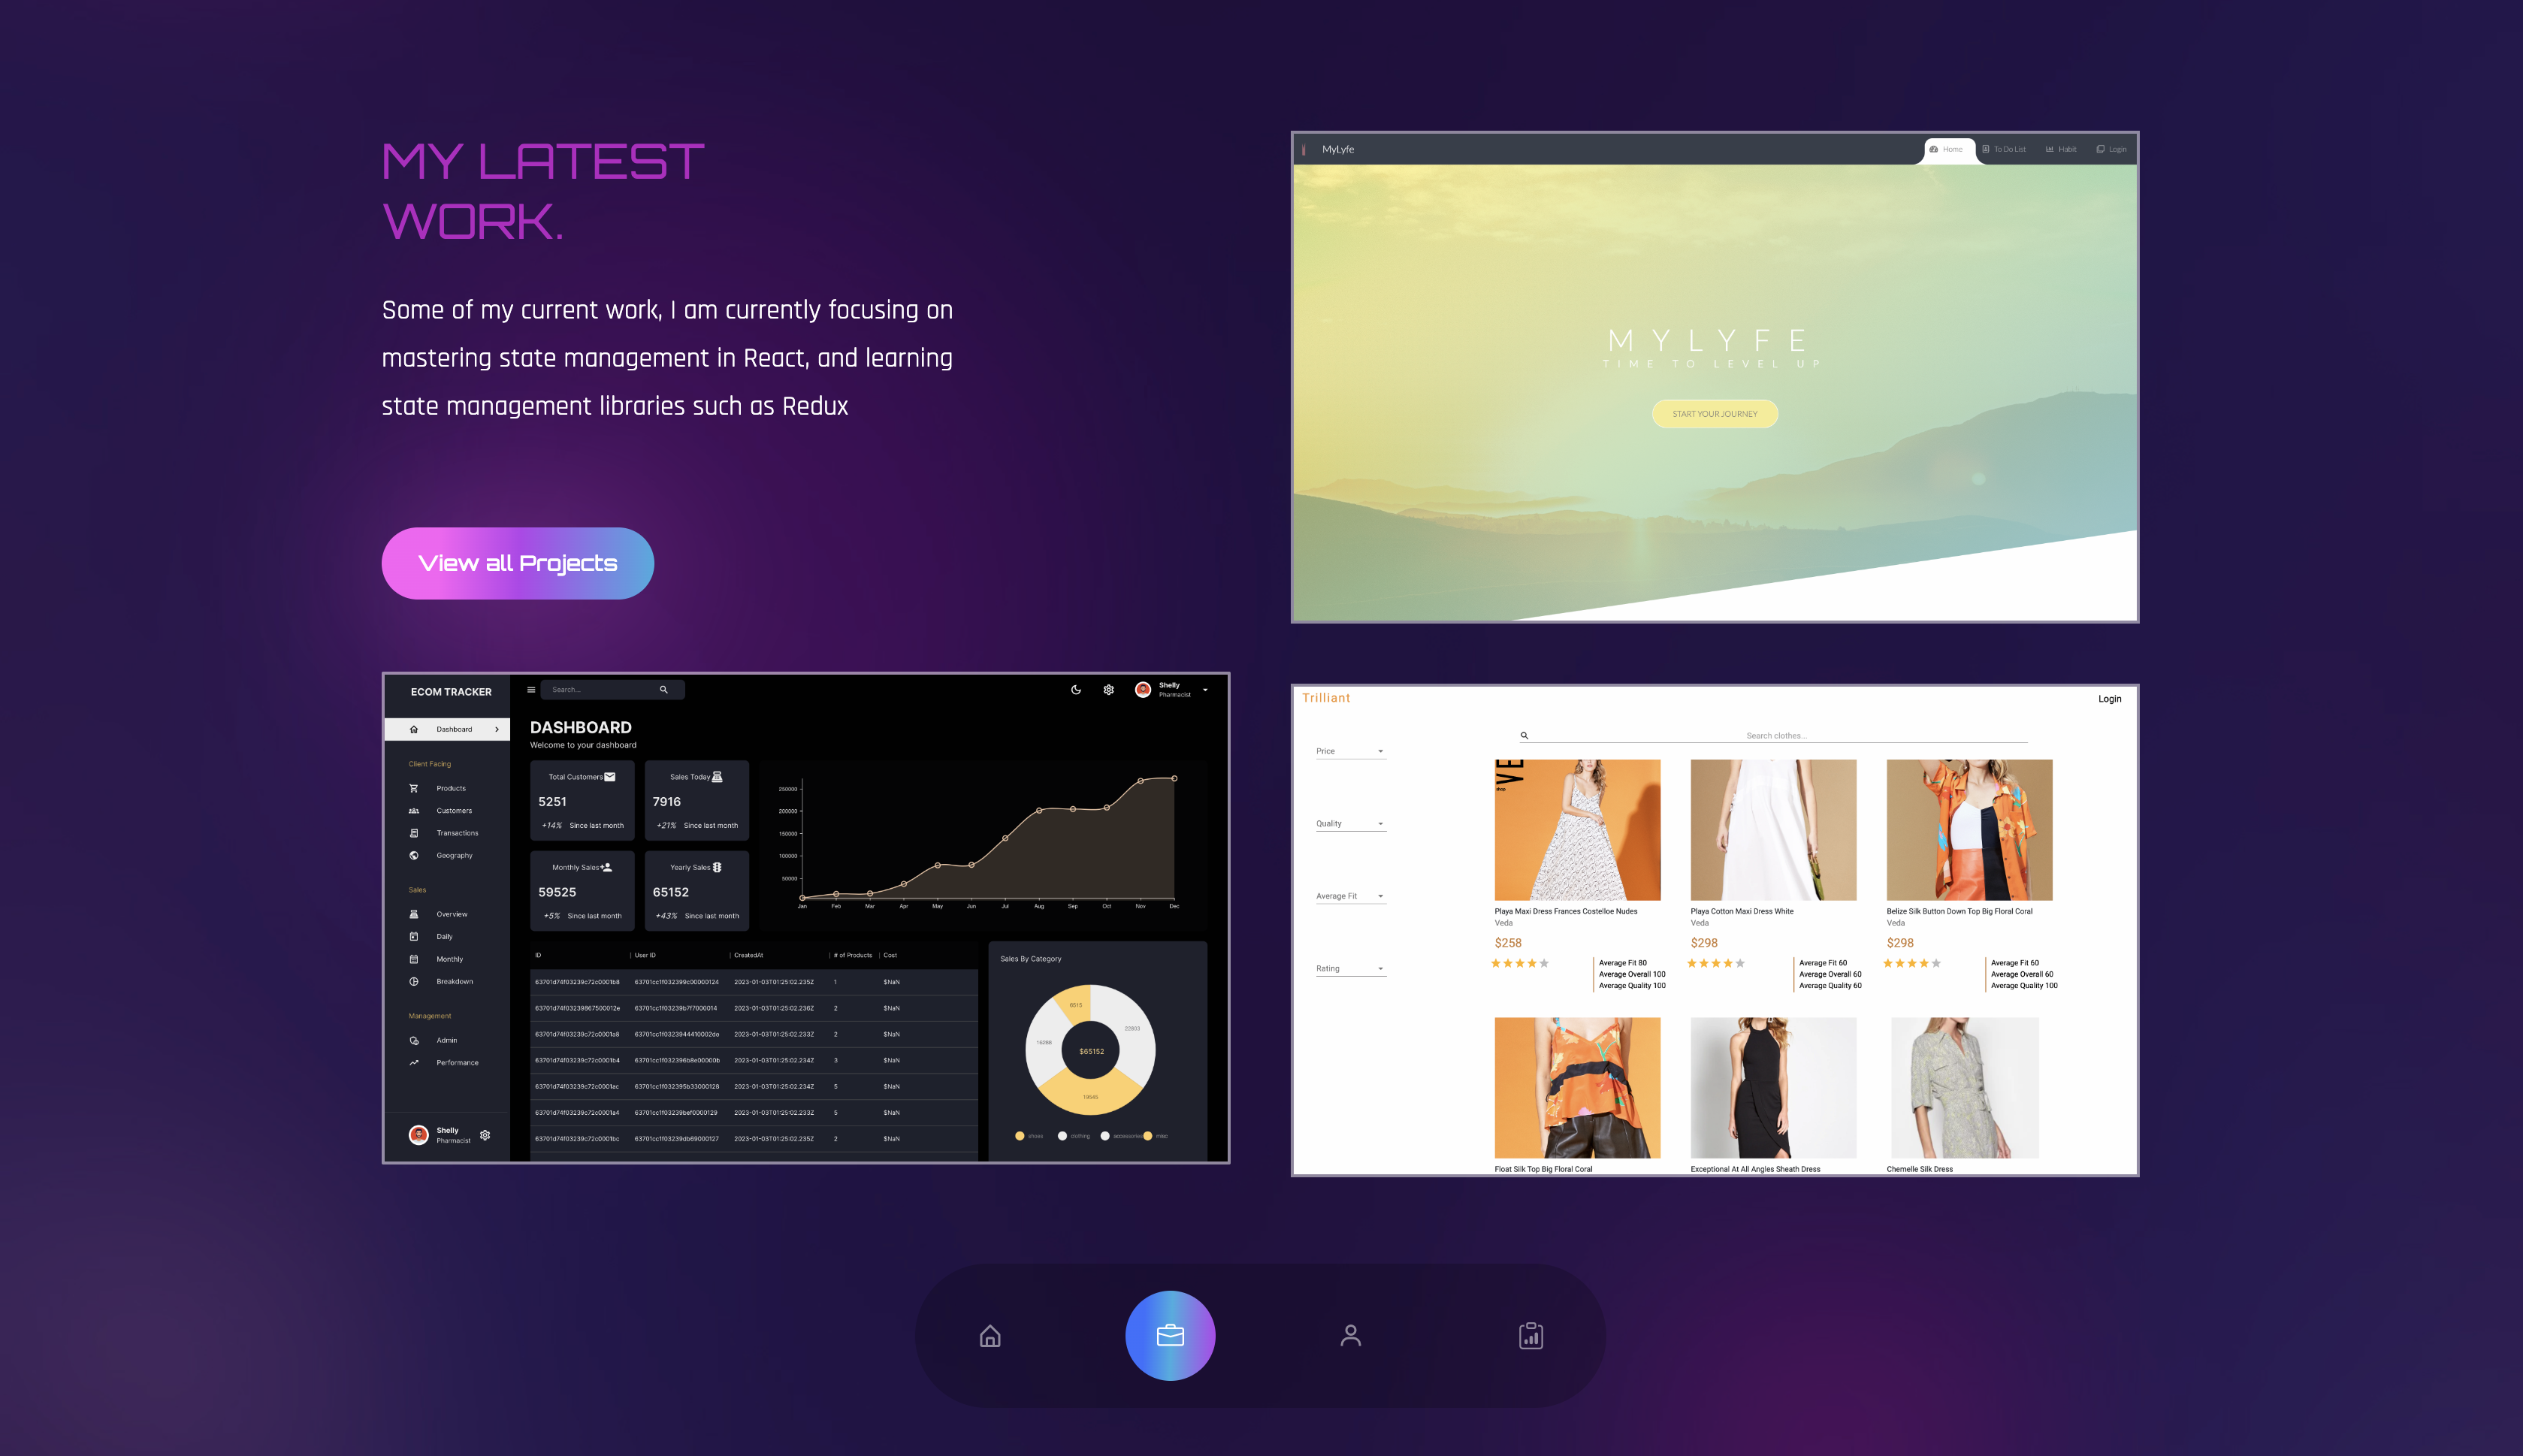 MY LATEST
WORK.
Some of my current work, I am currently focusing on
mastering state management in React, and learning
state management libraries such as Redux
View all Projects
MyLyfe
Home To Do List Habit Login
MYLYFE
TIME TO LEVEL UP
START YOUR JOURNEY
ECOM TRACKER
Search...
Shelly
Pharmacist
Dashboard
Client Facing
Products
Customers
Transactions
Geography
Sales
Overview
Daily
Monthly
Breakdown
Management
Admin
Performance
Shelly
Pharmacist
DASHBOARD
Welcome to your dashboard
Total Customers
5251
+14% Since last month
Sales Today
7916
+21% Since last month
Monthly Sales
59525
+5% Since last month
Yearly Sales
65152
+43% Since last month
250000
200000
150000
100000
50000
Jan Feb Mar Apr May Jun Jul Aug Sep Oct Nov Dec
ID User ID CreatedAt # of Products Cost
63701d74f03239c72c0001b8 63701cc1f032399c00000124 2023-01-03T01:25:02.235Z 1 $NaN
63701d74f03239867500012e 63701cc1f03239b7f7000014 2023-01-03T01:25:02.236Z 2 $NaN
63701d74f03239c72c0001a8 63701cc1f0323944410002de 2023-01-03T01:25:02.233Z 2 $NaN
63701d74f03239c72c0001b4 63701cc1f032396b8e00000b 2023-01-03T01:25:02.234Z 3 $NaN
63701d74f03239c72c0001ac 63701cc1f032395b33000128 2023-01-03T01:25:02.234Z 5 $NaN
63701d74f03239c72c0001a4 63701cc1f03239bef0000129 2023-01-03T01:25:02.233Z 5 $NaN
63701d74f03239c72c0001bc 63701cc1f03239db69000127 2023-01-03T01:25:02.235Z 2 $NaN
Sales By Category
6515
22803
16288
$65152
19545
shoes clothing accessories misc
Trilliant
Login
Search clothes...
Price
Quality
Average Fit
Rating
VE
shop
Playa Maxi Dress Frances Costelloe Nudes
Veda
$258
Average Fit 80
Average Overall 100
Average Quality 100
Playa Cotton Maxi Dress White
Veda
$298
Average Fit 60
Average Overall 60
Average Quality 60
Belize Silk Button Down Top Big Floral Coral
Veda
$298
Average Fit 60
Average Overall 60
Average Quality 100
Float Silk Top Big Floral Coral
Exceptional At All Angles Sheath Dress
Chemelle Silk Dress